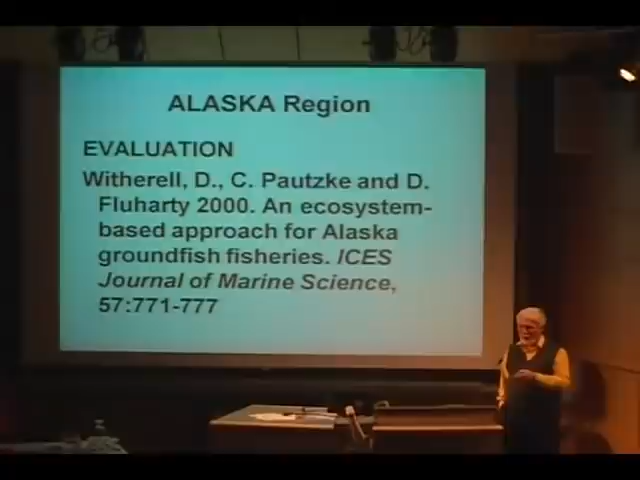 ALASKA Region
EVALUATION
Witherell, D., C. Pautzke and D.
Fluharty 2000. An ecosystem-
based approach for Alaska
groundfish fisheries. ICES
Journal of Marine Science,
57:771-777